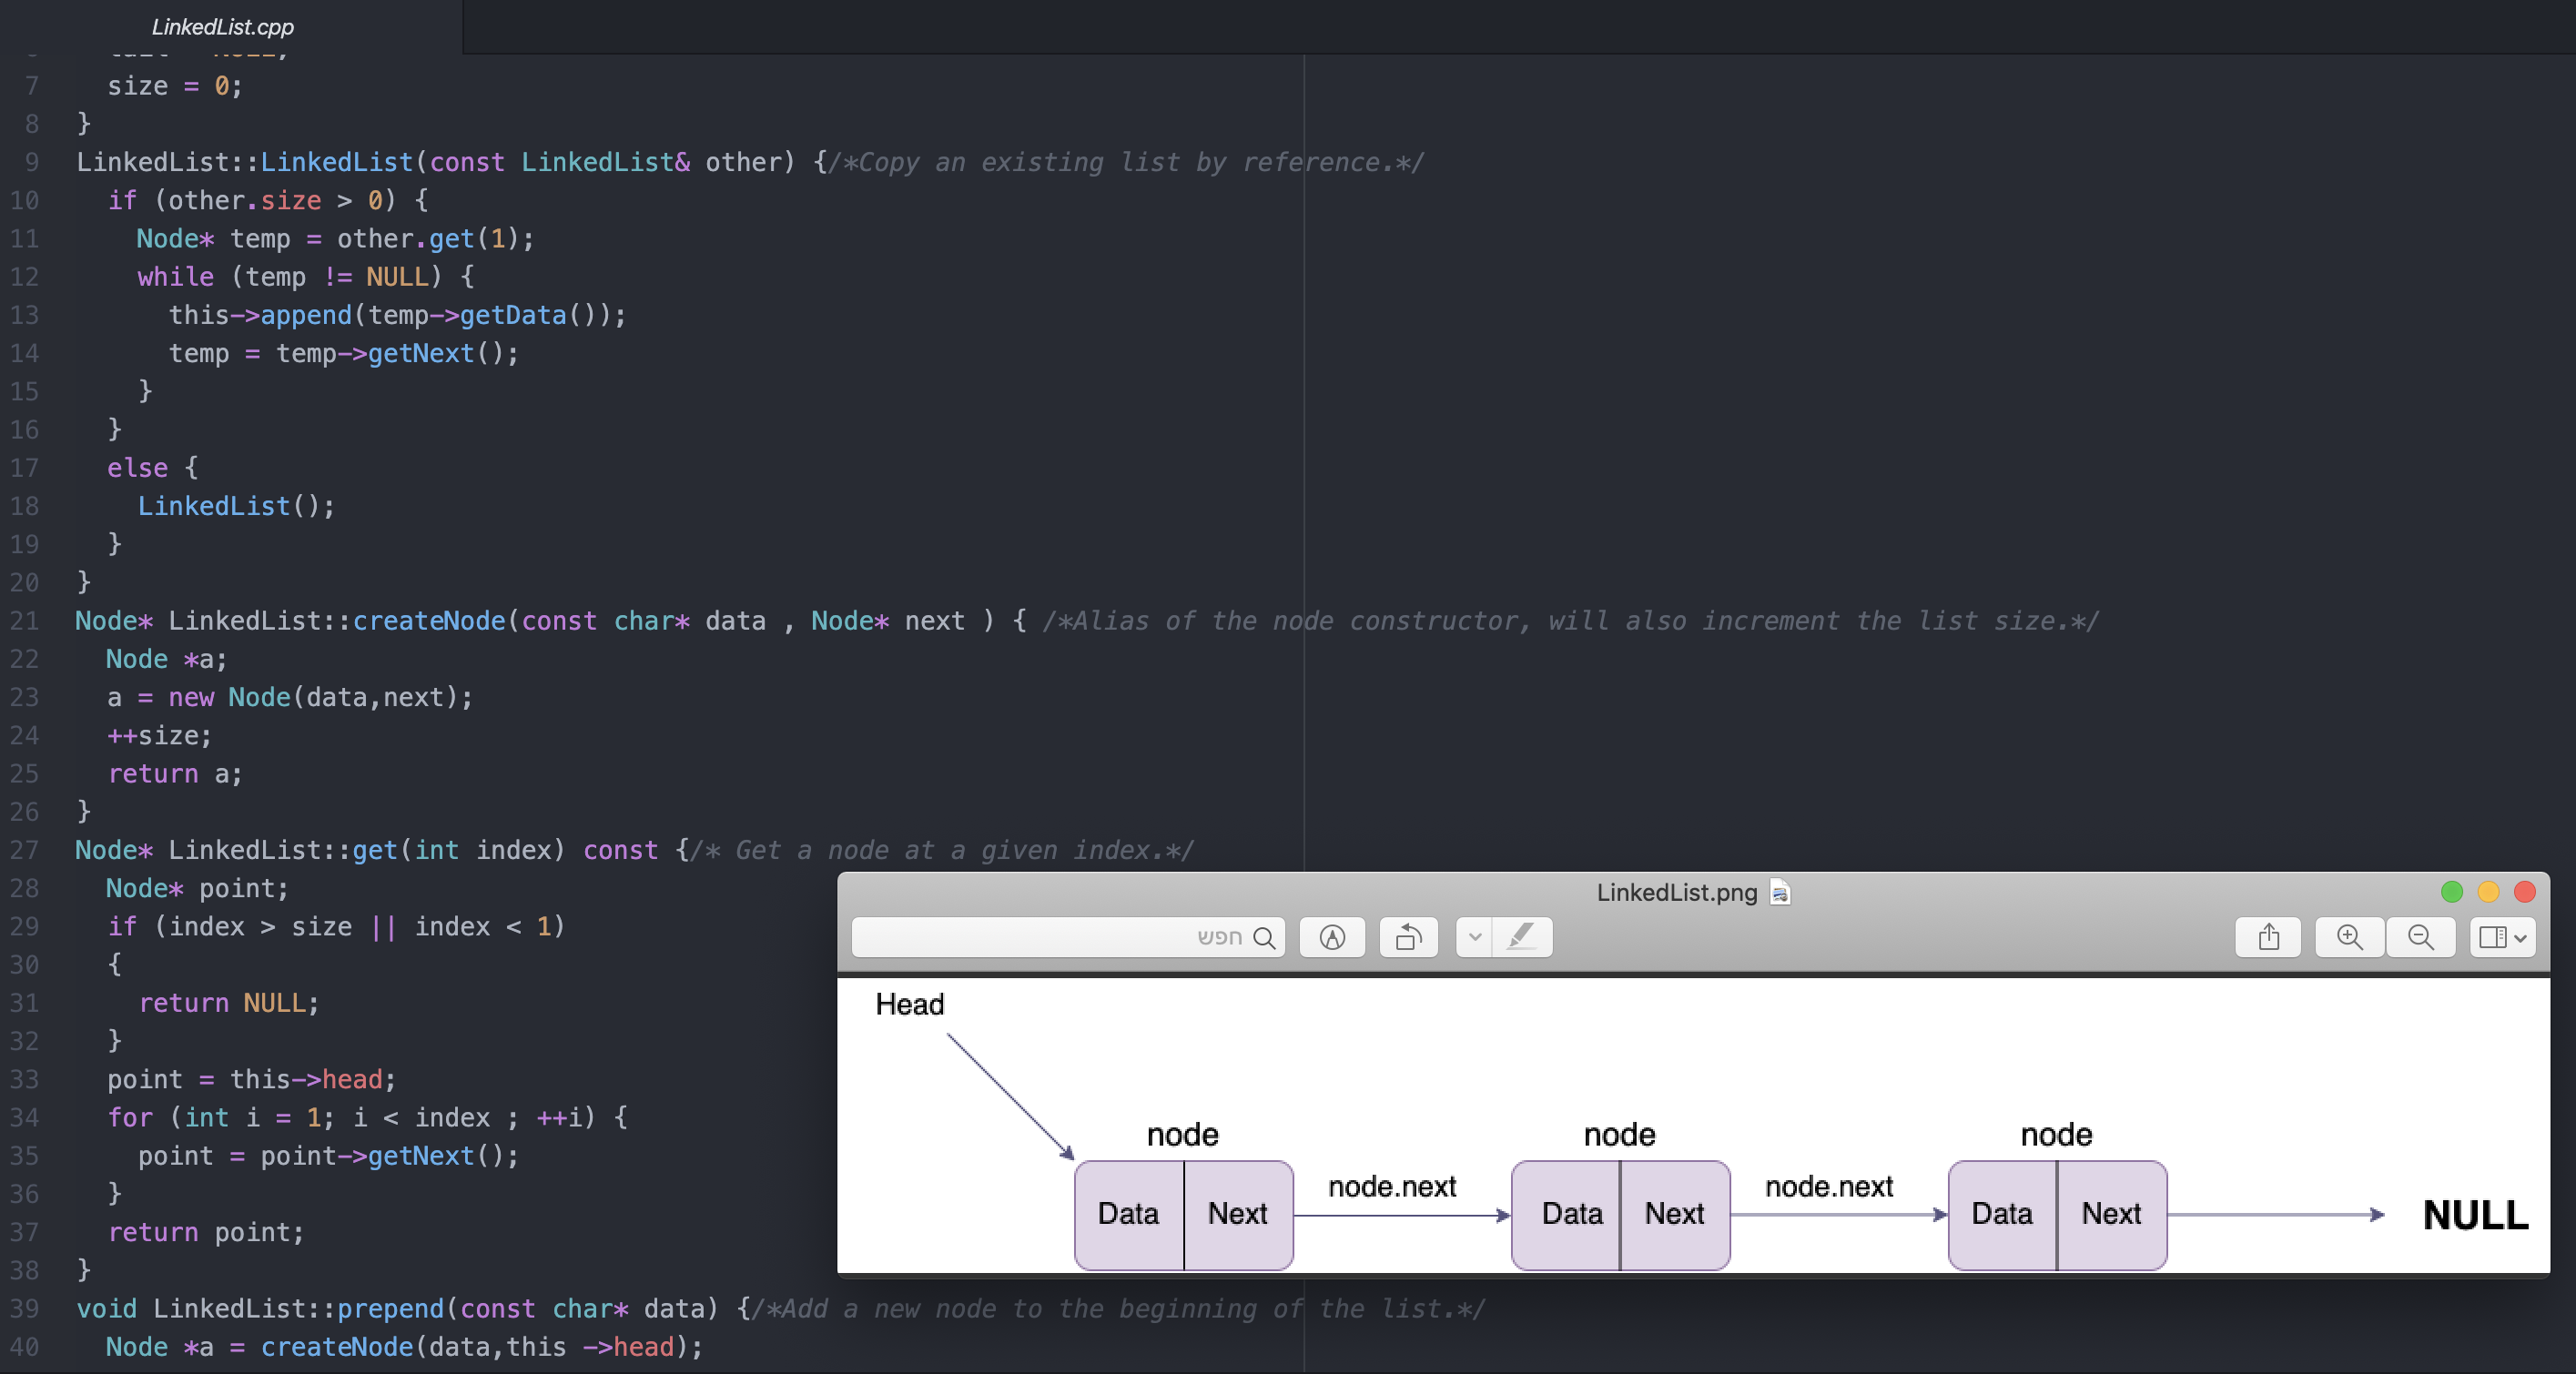 LinkedList.cpp
7 size = 0;
8 }
9 LinkedList::LinkedList(const LinkedList& other) {/*Copy an existing list by reference.*/
10 if (other.size > 0) {
11 Node* temp = other.get(1);
12 while (temp != NULL) {
13 this->append(temp->getData());
14 temp = temp->getNext();
15 }
16 }
17 else {
18 LinkedList();
19 }
20 }
21 Node* LinkedList::createNode(const char* data , Node* next ) { /*Alias of the node constructor, will also increment the list size.*/
22 Node *a;
23 a = new Node(data,next);
24 ++size;
25 return a;
26 }
27 Node* LinkedList::get(int index) const {/* Get a node at a given index.*/
28 Node* point;
29 if (index > size || index < 1)
30 {
31 return NULL;
32 }
33 point = this->head;
34 for (int i = 1; i < index ; ++i) {
35 point = point->getNext();
36 }
37 return point;
38 }
39 void LinkedList::prepend(const char* data) {/*Add a new node to the beginning of the list.*/
40 Node *a = createNode(data,this ->head);
LinkedList.png
חפש
Head
node node node
node.next node.next
Data Next Data Next Data Next NULL